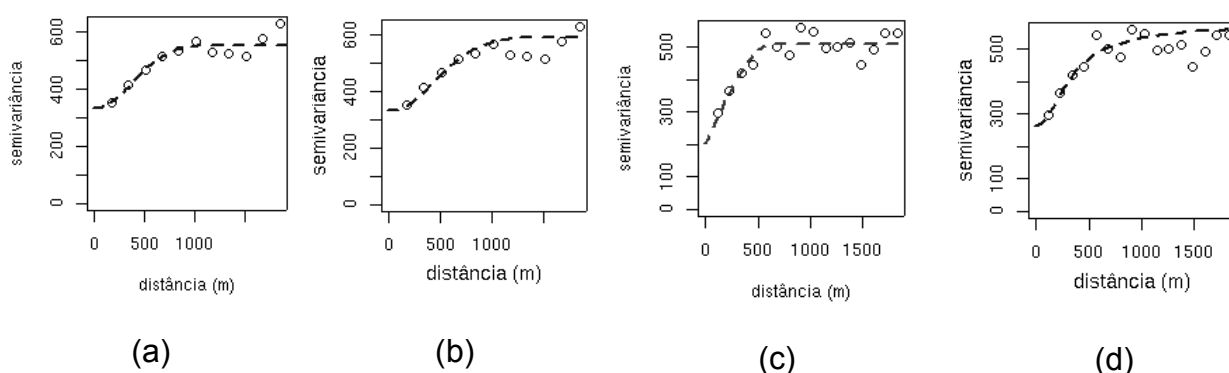 semivariância
0 200 400 600
0 500 1000
distância (m)
(a)
semivariância
0 200 400 600
0 500 1000
distância (m)
(b)
semivariância
100 300 500
0 500 1000 1500
distância (m)
(c)
semivariância
0 100 300 500
0 500 1000 1500
distância (m)
(d)